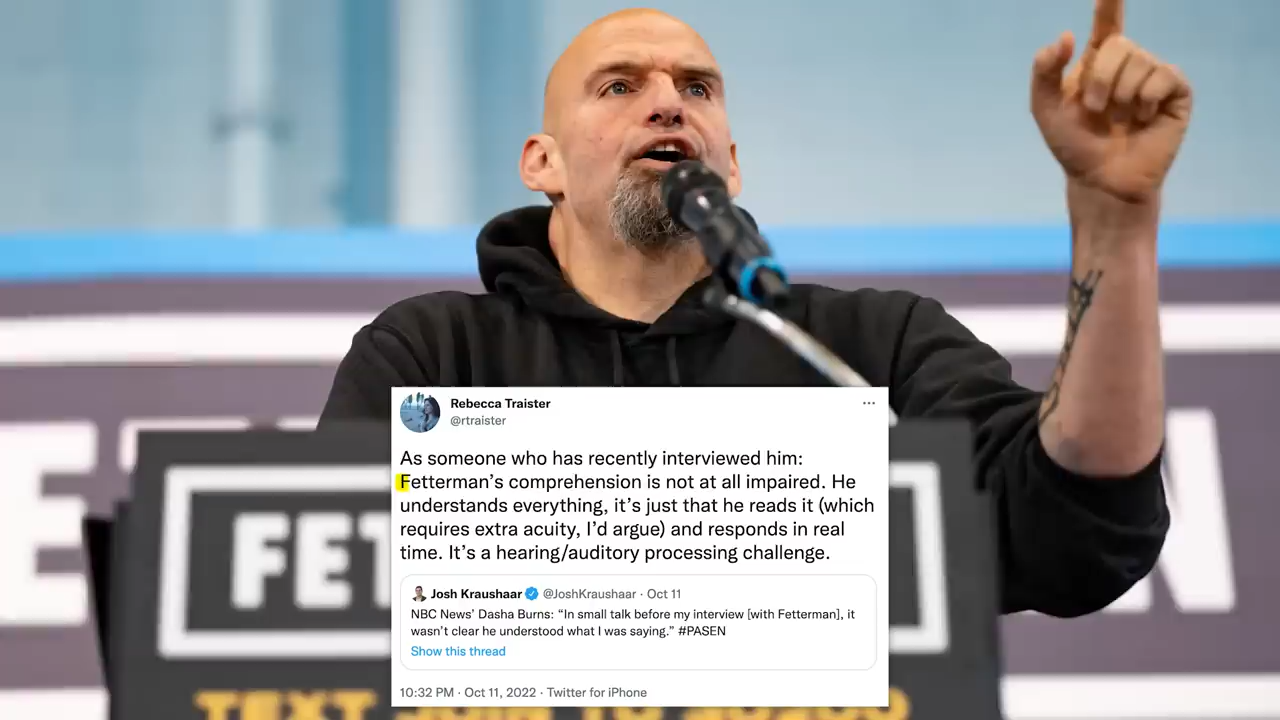 Rebecca Traister
@rtraister
As someone who has recently interviewed him:
Fetterman’s comprehension is not at all impaired. He
understands everything, it’s just that he reads it (which
requires extra acuity, I’d argue) and responds in real
time. It’s a hearing/auditory processing challenge.
Josh Kraushaar @JoshKraushaar · Oct 11
NBC News’ Dasha Burns: “In small talk before my interview [with Fetterman], it
wasn’t clear he understood what I was saying.” #PASEN
Show this thread
10:32 PM · Oct 11, 2022 · Twitter for iPhone
FET
TEXT JOIN TO